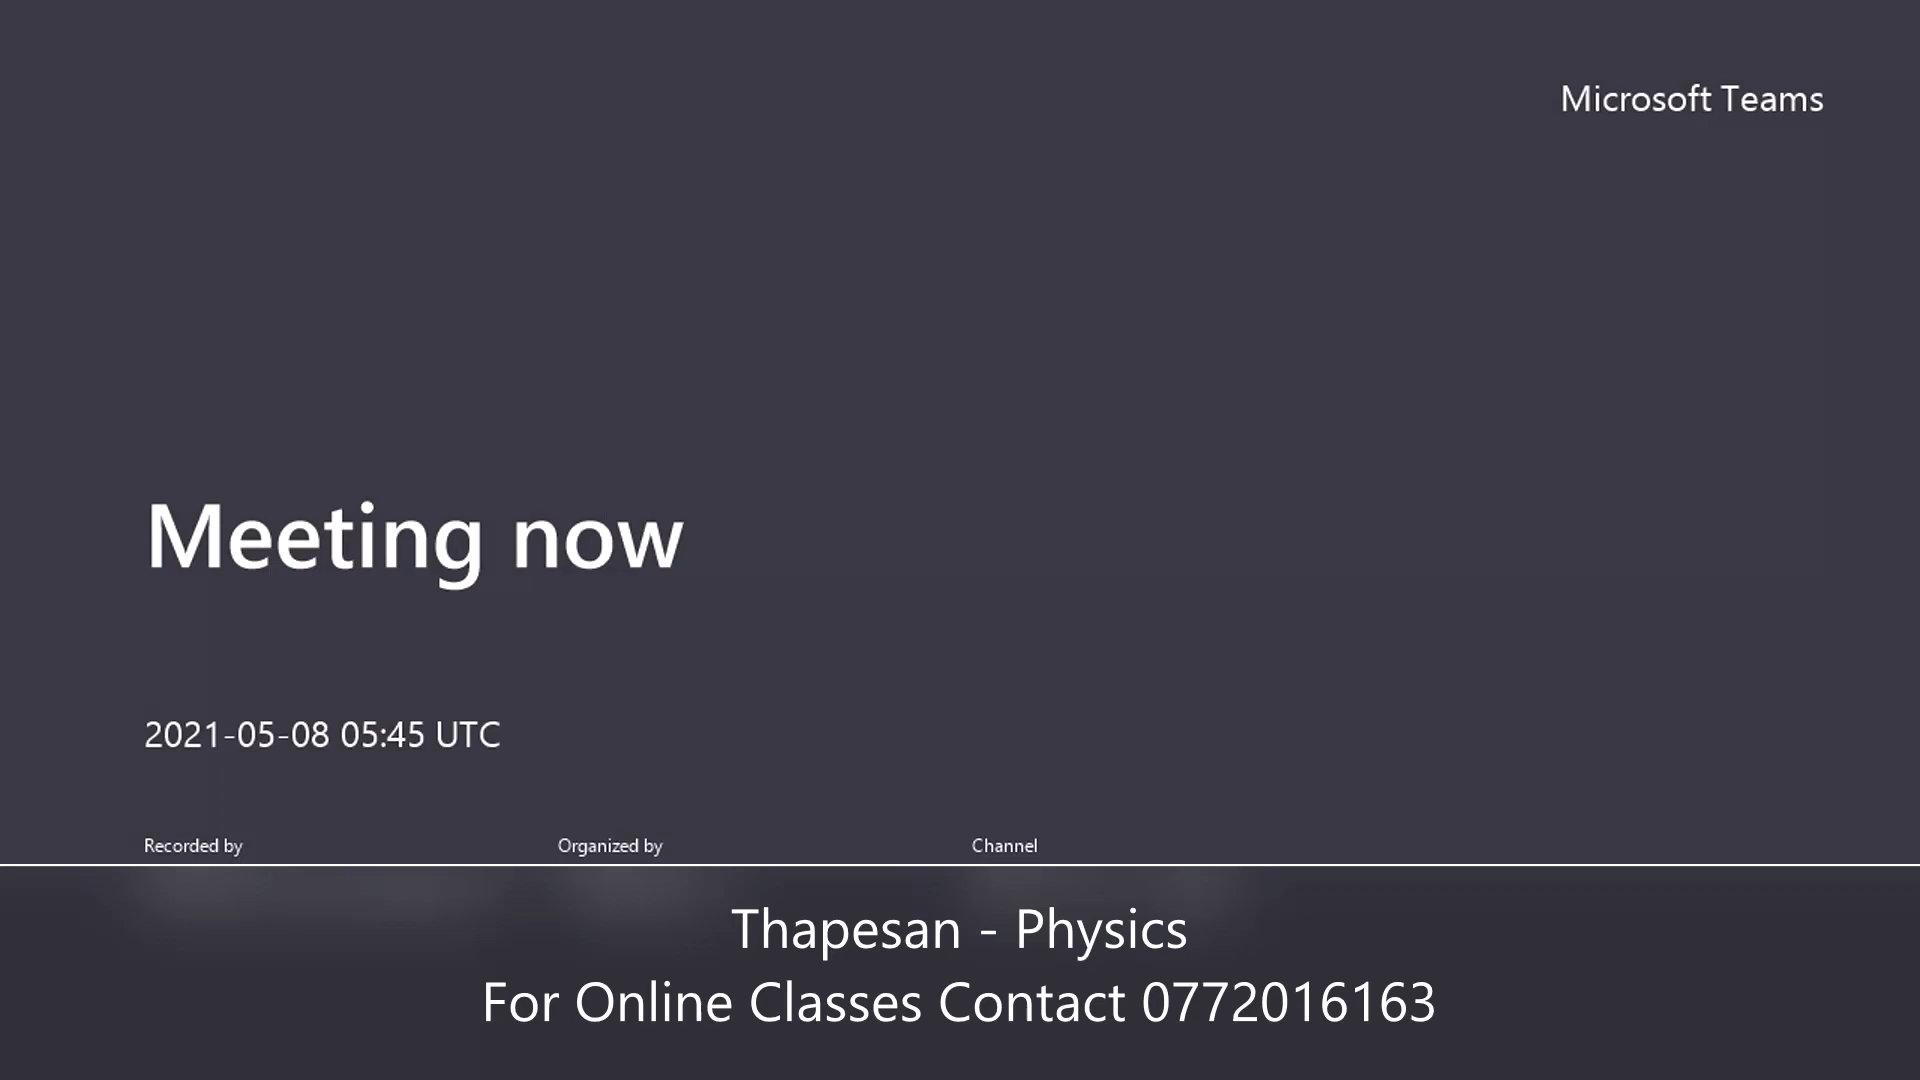 Microsoft Teams
Meeting now
2021-05-08 05:45 UTC
Recorded by
Organized by
Channel
Thapesan - Physics
For Online Classes Contact 0772016163